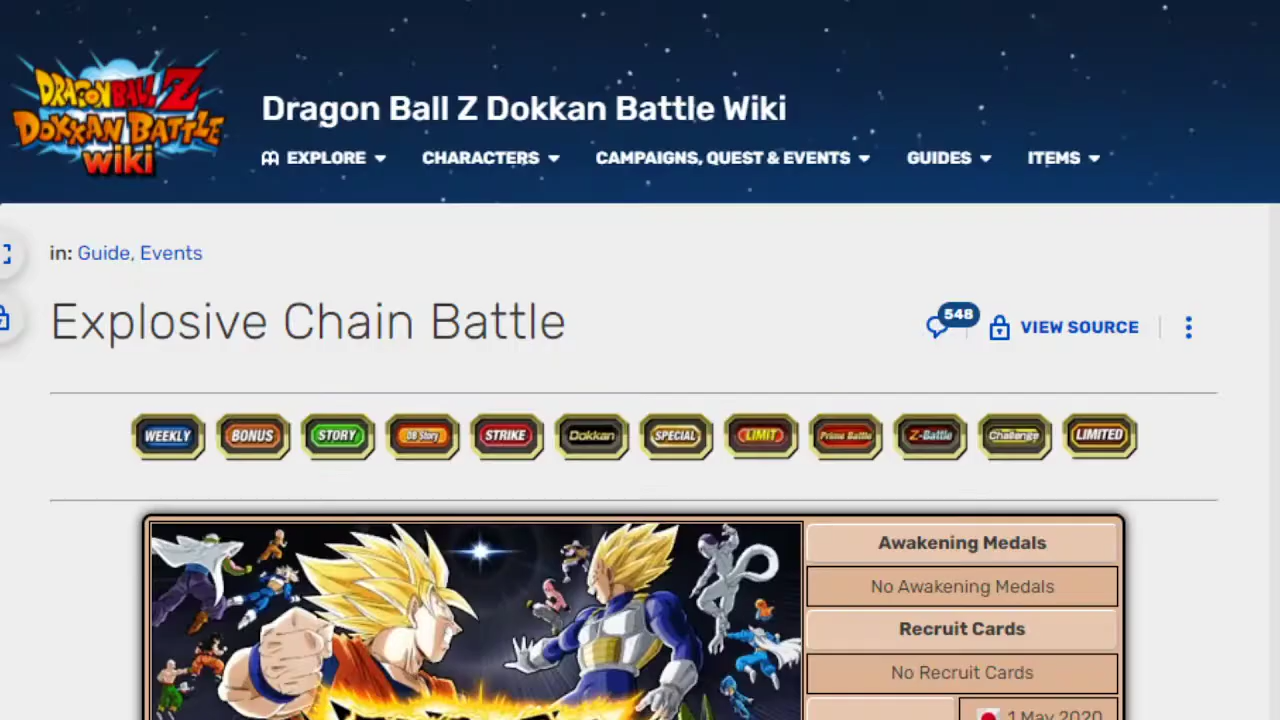 DRAGON BALL Z
DOKKAN BATTLE
wiki
Dragon Ball Z Dokkan Battle Wiki
EXPLORE
CHARACTERS
CAMPAIGNS, QUEST & EVENTS
GUIDES
ITEMS
in: Guide, Events
Explosive Chain Battle
548
VIEW SOURCE
WEEKLY
BONUS
STORY
DB Story
STRIKE
Dokkan
SPECIAL
LIMIT
Prime Battle
Z-Battle
Challenge
LIMITED
Awakening Medals
No Awakening Medals
Recruit Cards
No Recruit Cards
1 May 2020